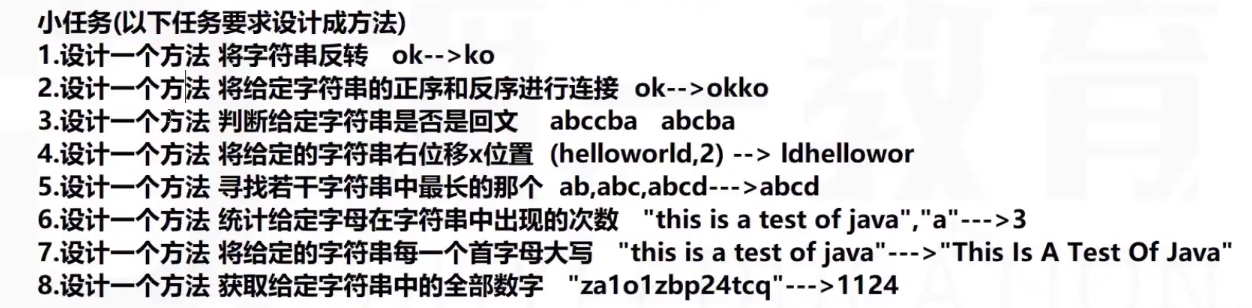 小任务(以下任务要求设计成方法)
1.设计一个方法 将字符串反转 ok-->ko
2.设计一个方法 将给定字符串的正序和反序进行连接 ok-->okko
3.设计一个方法 判断给定字符串是否是回文 abccba abcba
4.设计一个方法 将给定的字符串右位移x位置 (helloworld,2) --> ldhellowor
5.设计一个方法 寻找若干字符串中最长的那个 ab,abc,abcd--->abcd
6.设计一个方法 统计给定字母在字符串中出现的次数 "this is a test of java","a"--->3
7.设计一个方法 将给定的字符串每一个首字母大写 "this is a test of java"--->"This Is A Test Of Java"
8.设计一个方法 获取给定字符串中的全部数字 "za1o1zbp24tcq"--->1124